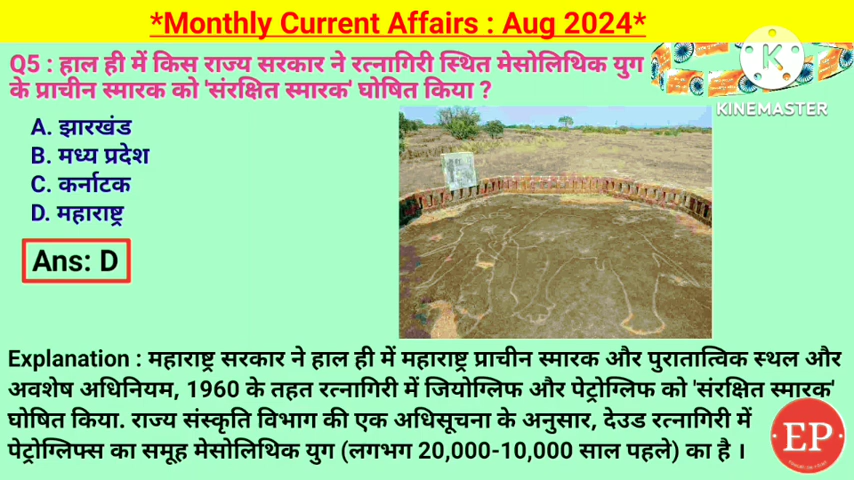 *Monthly Current Affairs : Aug 2024*
Q5 : हाल ही में किस राज्य सरकार ने रत्नागिरी स्थित मेसोलिथिक युग
के प्राचीन स्मारक को 'संरक्षित स्मारक' घोषित किया ?
K
KINEMASTER
A. झारखंड
B. मध्य प्रदेश
C. कर्नाटक
D. महाराष्ट्र
Ans: D
Explanation : महाराष्ट्र सरकार ने हाल ही में महाराष्ट्र प्राचीन स्मारक और पुरातात्विक स्थल और
अवशेष अधिनियम, 1960 के तहत रत्नागिरी में जियोग्लिफ और पेट्रोग्लिफ को 'संरक्षित स्मारक'
घोषित किया. राज्य संस्कृति विभाग की एक अधिसूचना के अनुसार, देउड रत्नागिरी में
पेट्रोग्लिफ्स का समूह मेसोलिथिक युग (लगभग 20,000-10,000 साल पहले) का है ।
EP